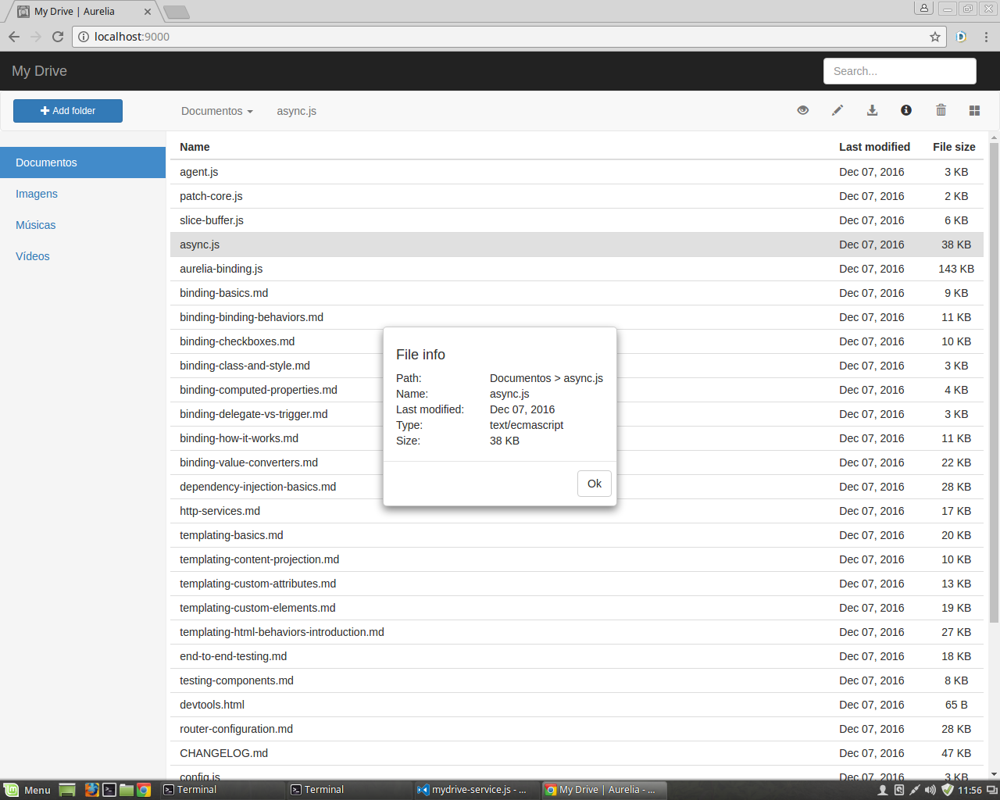 My Drive | Aurelia
localhost:9000
My Drive
Search...
Add folder
Documentos
async.js
Documentos
Imagens
Músicas
Vídeos
Name Last modified File size
agent.js Dec 07, 2016 3 KB
patch-core.js Dec 07, 2016 2 KB
slice-buffer.js Dec 07, 2016 6 KB
async.js Dec 07, 2016 38 KB
aurelia-binding.js Dec 07, 2016 143 KB
binding-basics.md Dec 07, 2016 9 KB
binding-binding-behaviors.md Dec 07, 2016 11 KB
binding-checkboxes.md Dec 07, 2016 10 KB
binding-class-and-style.md Dec 07, 2016 3 KB
binding-computed-properties.md Dec 07, 2016 4 KB
binding-delegate-vs-trigger.md Dec 07, 2016 3 KB
binding-how-it-works.md Dec 07, 2016 11 KB
binding-value-converters.md Dec 07, 2016 22 KB
dependency-injection-basics.md Dec 07, 2016 28 KB
http-services.md Dec 07, 2016 17 KB
templating-basics.md Dec 07, 2016 20 KB
templating-content-projection.md Dec 07, 2016 10 KB
templating-custom-attributes.md Dec 07, 2016 13 KB
templating-custom-elements.md Dec 07, 2016 19 KB
templating-html-behaviors-introduction.md Dec 07, 2016 27 KB
end-to-end-testing.md Dec 07, 2016 18 KB
testing-components.md Dec 07, 2016 8 KB
devtools.html Dec 07, 2016 65 B
router-configuration.md Dec 07, 2016 28 KB
CHANGELOG.md Dec 07, 2016 47 KB
config.js Dec 07, 2016 3 KB
File info
Path: Documentos > async.js
Name: async.js
Last modified: Dec 07, 2016
Type: text/ecmascript
Size: 38 KB
Ok
Menu
Terminal
Terminal
mydrive-service.js - ...
My Drive | Aurelia - ...
11:56